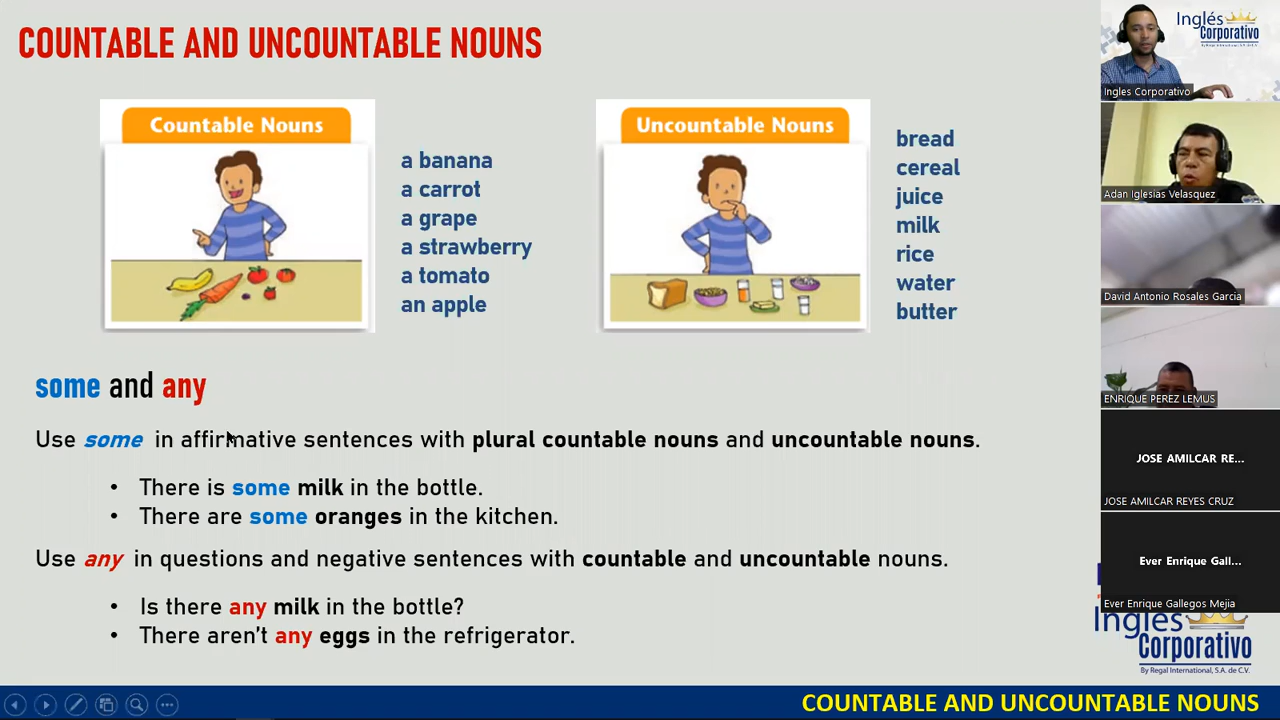 COUNTABLE AND UNCOUNTABLE NOUNS
Countable Nouns
a banana
a carrot
a grape
a strawberry
a tomato
an apple
Uncountable Nouns
bread
cereal
juice
milk
rice
water
butter
some and any
Use some in affirmative sentences with plural countable nouns and uncountable nouns.
• There is some milk in the bottle.
• There are some oranges in the kitchen.
Use any in questions and negative sentences with countable and uncountable nouns.
• Is there any milk in the bottle?
• There aren't any eggs in the refrigerator.
Inglés
Corporativo
By Regal International, S.A. de C.V.
Ingles Corporativo
Adan Iglesias Velasquez
David Antonio Rosales Garcia
ENRIQUE PEREZ LEMUS
JOSE AMILCAR RE...
JOSE AMILCAR REYES CRUZ
Ever Enrique Gall...
Ever Enrique Gallegos Mejia
Inglés
Corporativo
By Regal International, S.A. de C.V.
COUNTABLE AND UNCOUNTABLE NOUNS